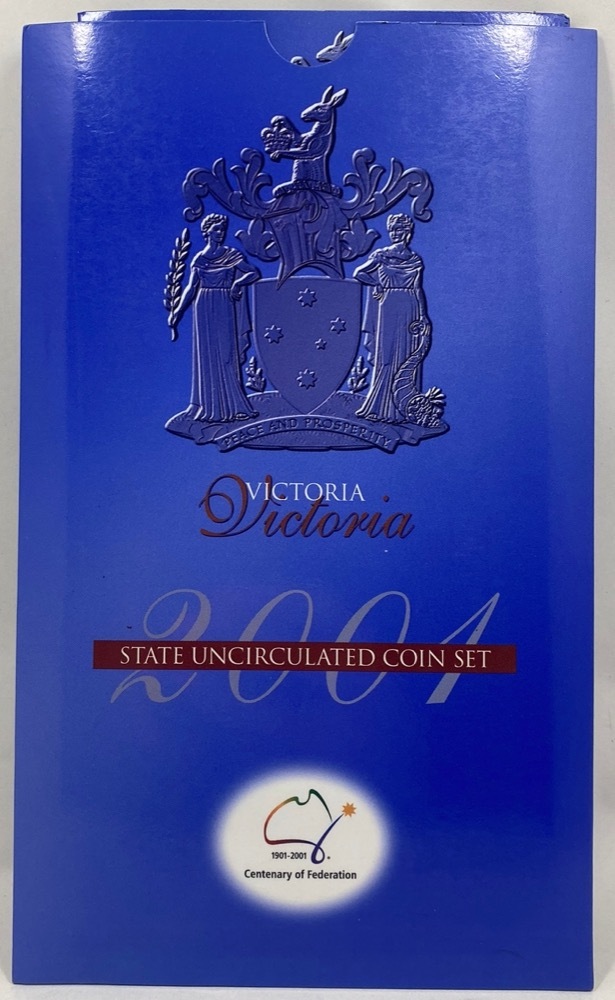 PEACE AND PROSPERITY
VICTORIA
Victoria
2001
STATE UNCIRCULATED COIN SET
1901-2001
Centenary of Federation